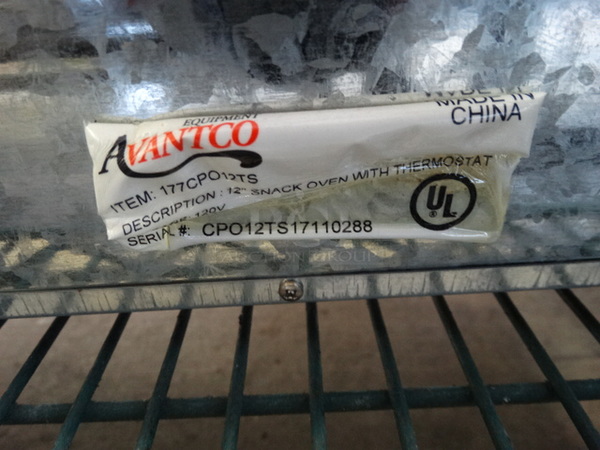 EQUIPMENT
AVANTCO
MADE IN
CHINA
ITEM: 177CPO12TS
DESCRIPTION : 12" SNACK OVEN WITH THERMOSTAT
120V
SERIAL #: CPO12TS17110288
UL